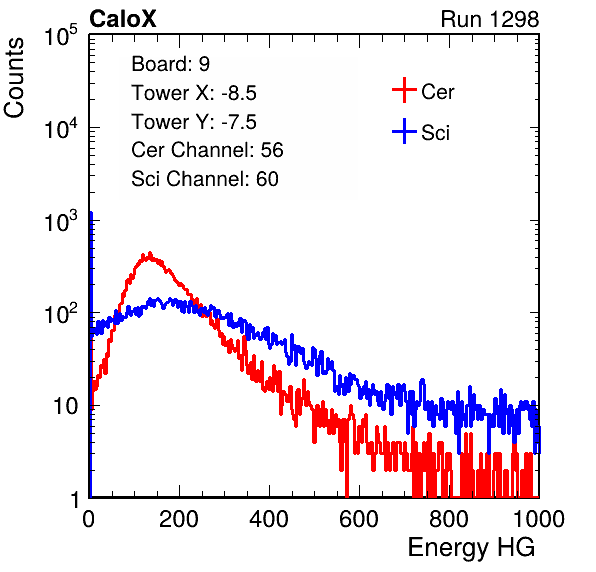 CaloX Run 1298
Counts
10^5
10^4
10^3
10^2
10
1
Board: 9
Tower X: -8.5
Tower Y: -7.5
Cer Channel: 56
Sci Channel: 60
Cer
Sci
0 200 400 600 800 1000
Energy HG